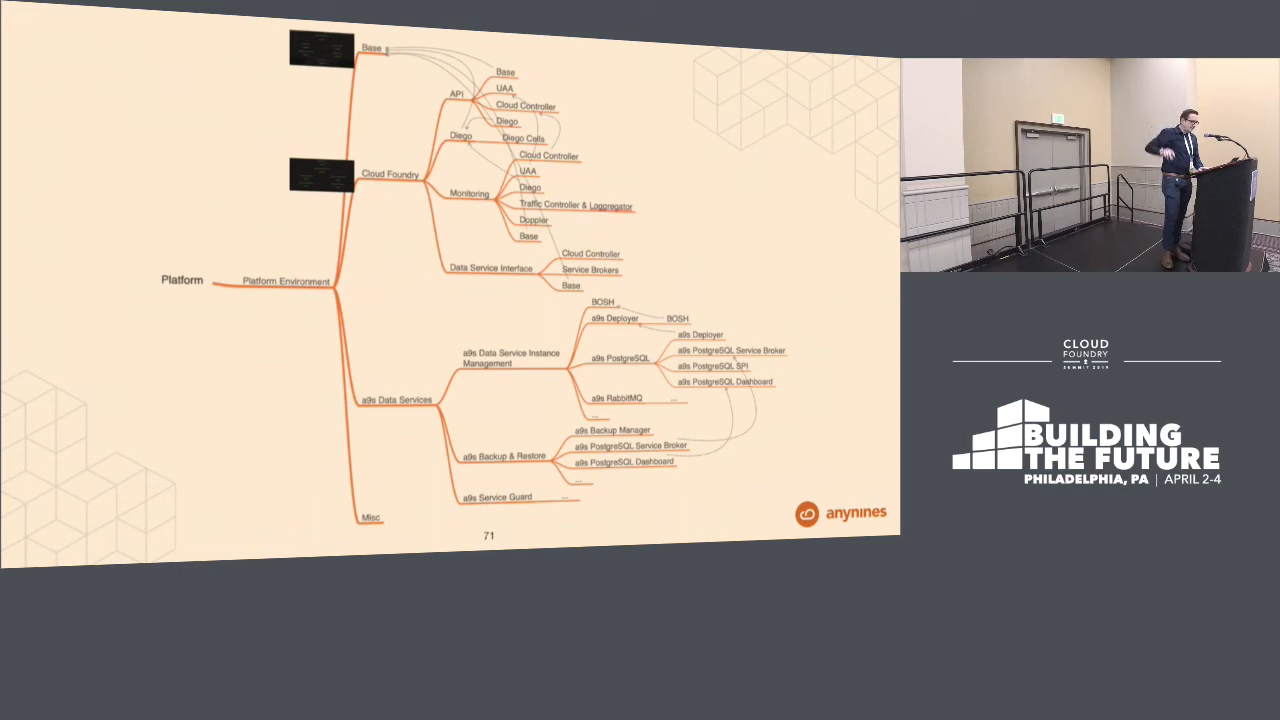 Base
Base
API
UAA
Cloud Controller
Diego
Diego
Diego Cells
Cloud Controller
UAA
Cloud Foundry
Monitoring
Diego
Traffic Controller & Loggregator
Doppler
Base
Data Service Interface
Cloud Controller
Service Brokers
Base
Platform
Platform Environment
BOSH
a9s Deployer
BOSH
a9s Data Service Instance
Management
a9s PostgreSQL
a9s Deployer
a9s PostgreSQL Service Broker
a9s PostgreSQL SPI
a9s PostgreSQL Dashboard
a9s RabbitMQ
...
...
a9s Data Services
a9s Backup & Restore
a9s Backup Manager
a9s PostgreSQL Service Broker
a9s PostgreSQL Dashboard
...
a9s Service Guard
...
Misc
71
anynines
CLOUD
FOUNDRY
SUMMIT 2019
BUILDING
THE FUTURE
PHILADELPHIA, PA | APRIL 2-4